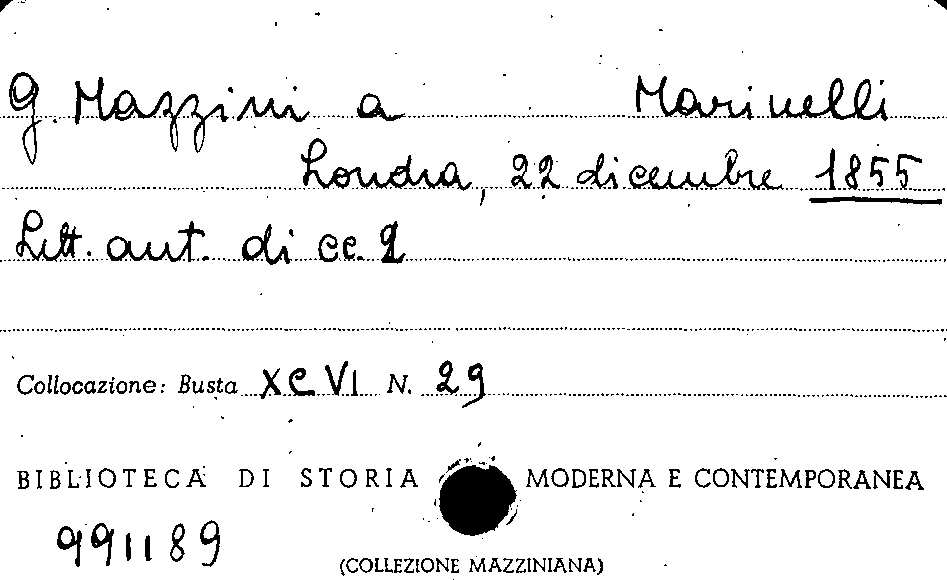 G. Mazzini a Marinelli
Londra, 22 dicembre 1855
Lett. aut. di cc. 2
Collocazione: Busta XCVI N. 29
BIBLIOTECA DI STORIA MODERNA E CONTEMPORANEA
991189
(COLLEZIONE MAZZINIANA)